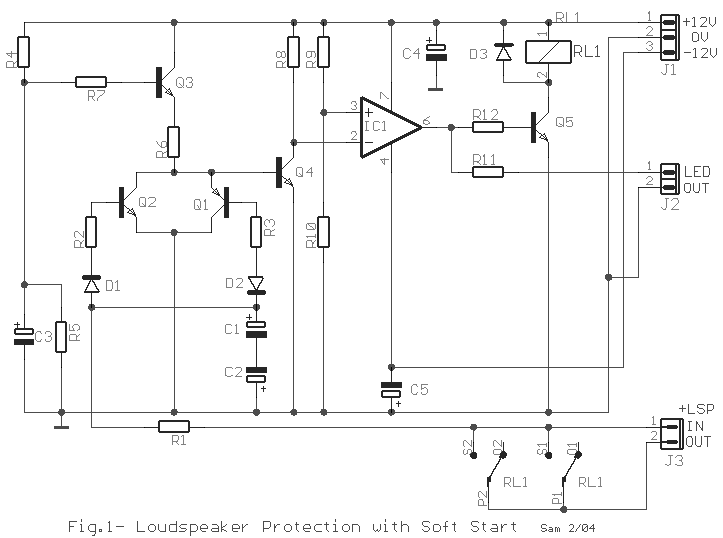 RL1
1 +12V
2 0V
3 -12V
J1
R4
R7
Q3
R8
R9
C4
+
D3
1
RL1
2
R6
3
+
IC1
7
2
-
6
4
R12
Q5
R11
Q4
Q2
Q1
1 LED
2 OUT
J2
R2
R3
R10
D1
D2
+
C3
R5
+
C1
C2
+
C5
+
+LSP
1 IN
2 OUT
J3
R1
S2
O2
S1
O1
P2
RL1
P1
RL1
Fig.1- Loudspeaker Protection with Soft Start Sam 2/04